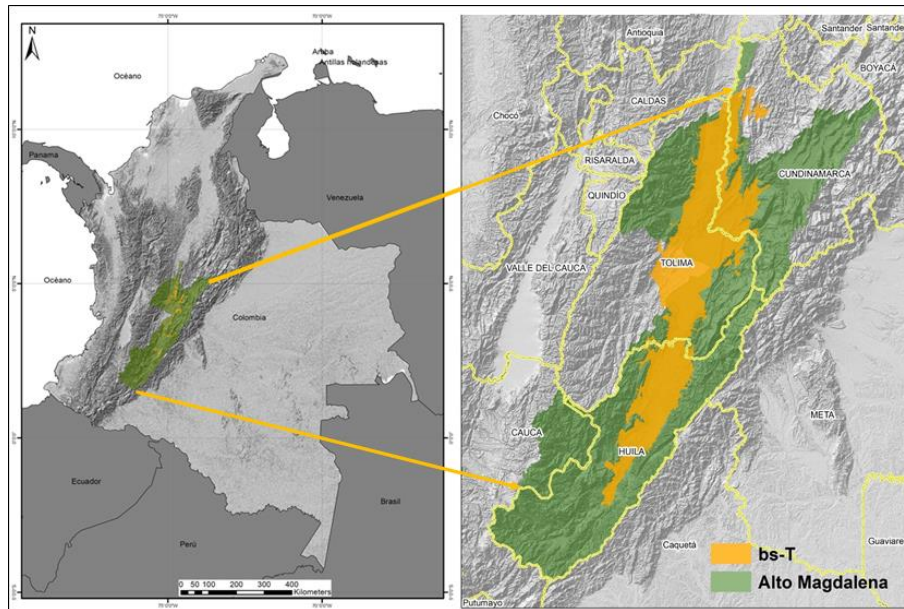 N
Aruba
Antillas Holandesas
Océano
Panama
Venezuela
Océano
Colombia
Ecuador
Brasil
Perú
0 50 100 200 300 400
Kilometers
Antioquia
Santander
Santander
BOYACÁ
CALDAS
Chocó
RISARALDA
CUNDINAMARCA
QUINDÍO
VALLE DEL CAUCA
TOLIMA
META
CAUCA
HUILA
Caquetá
Guaviare
Putumayo
bs-T
Alto Magdalena